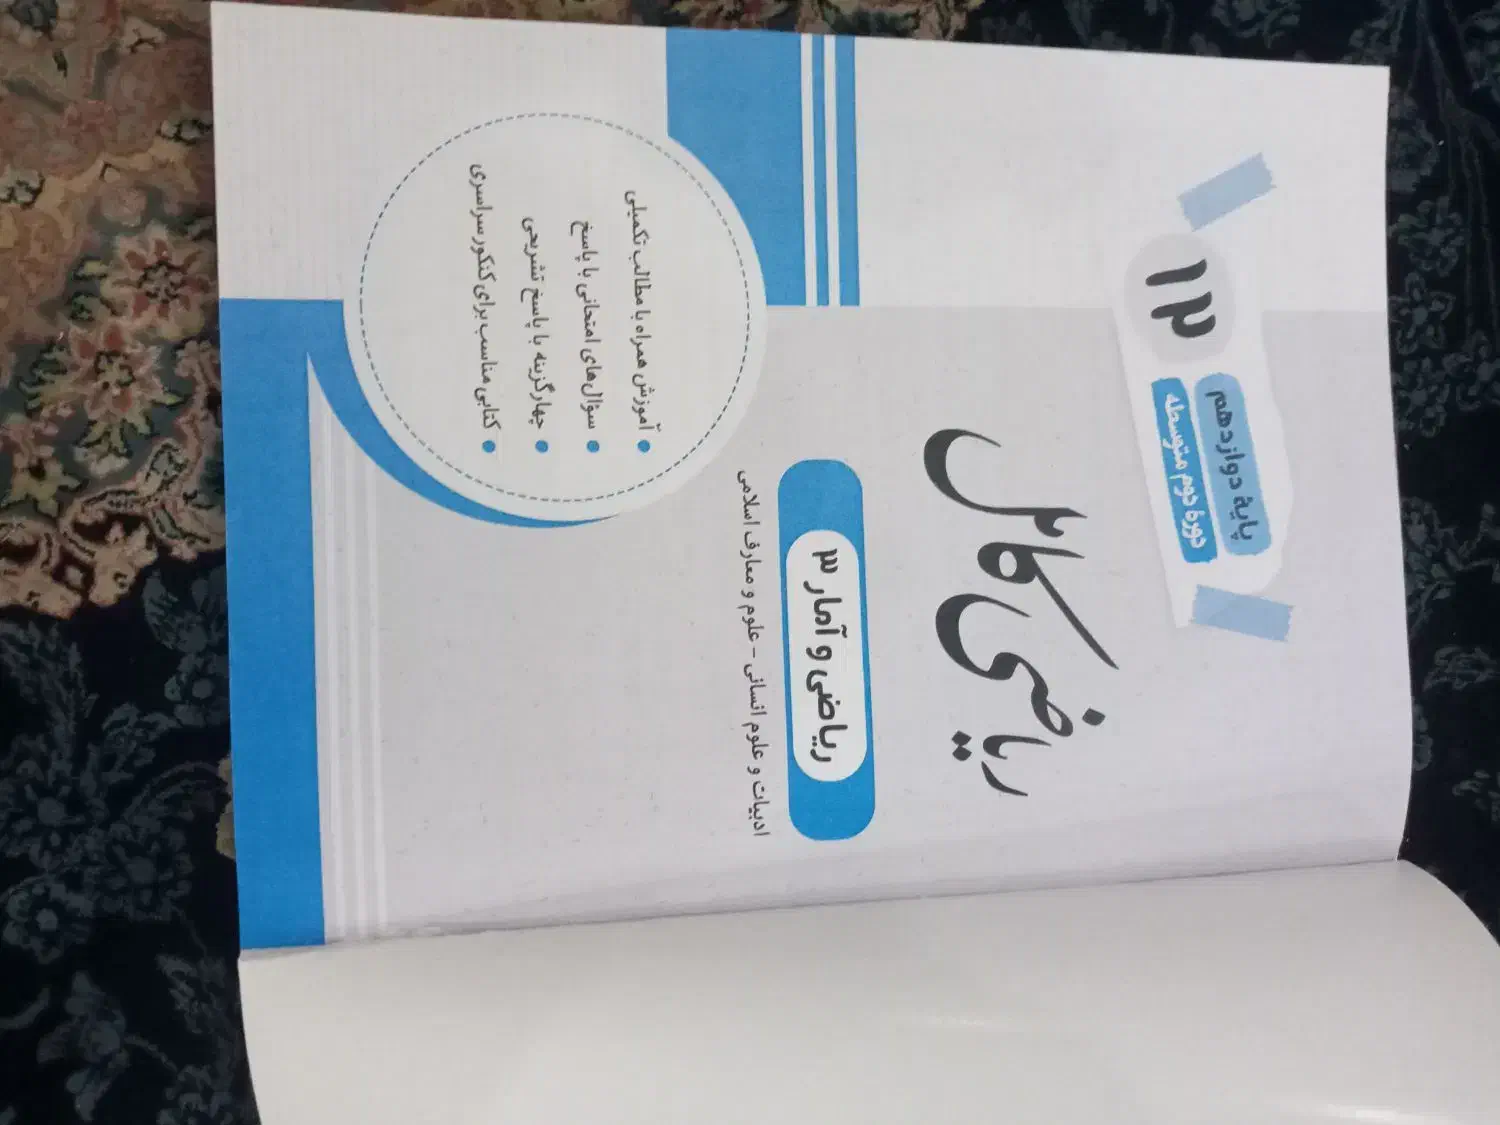 ۱۲
پایهٔ دوازدهم
دورهٔ دوم متوسطه
ریاضی کامل
ریاضی و آمار ۳
ادبیات و علوم انسانی - علوم و معارف اسلامی
• آموزش همراه با مطالب تکمیلی
• سؤال‌های امتحانی با پاسخ
• چهارگزینه با پاسخ تشریحی
• کتابی مناسب برای کنکور سراسری